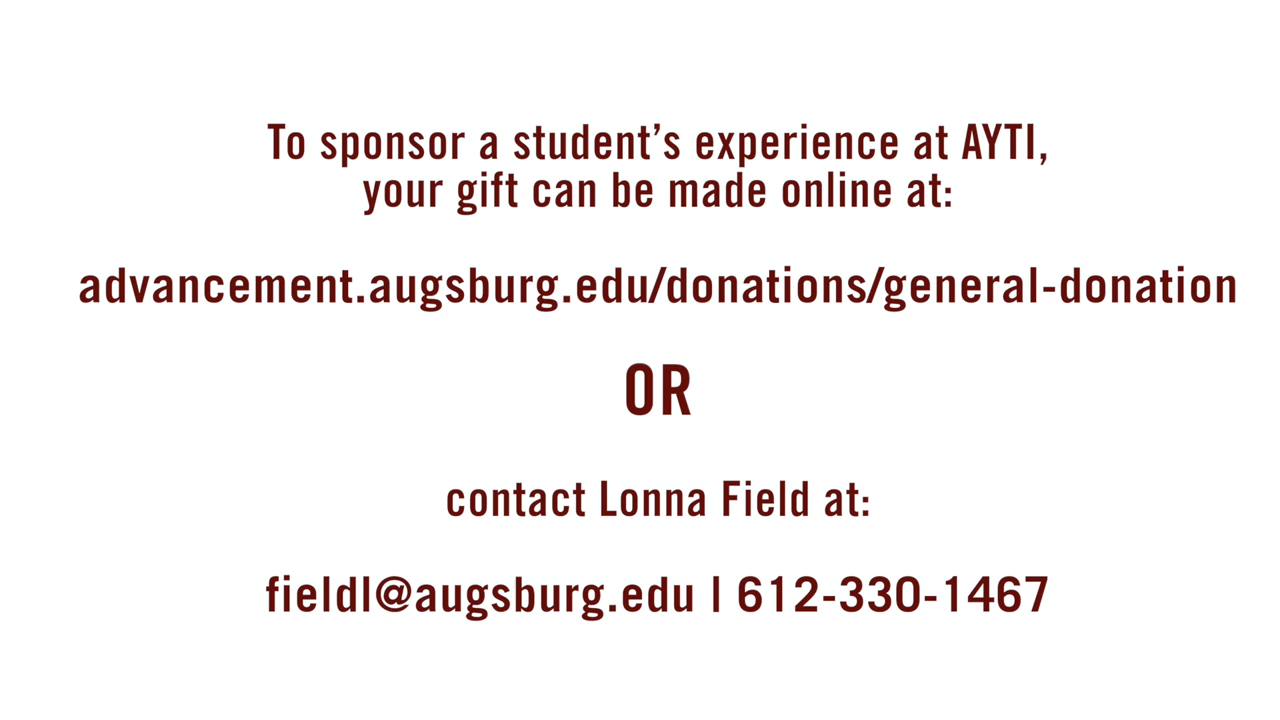 To sponsor a student’s experience at AYTI,
your gift can be made online at:
advancement.augsburg.edu/donations/general-donation
OR
contact Lonna Field at:
fieldl@augsburg.edu | 612-330-1467